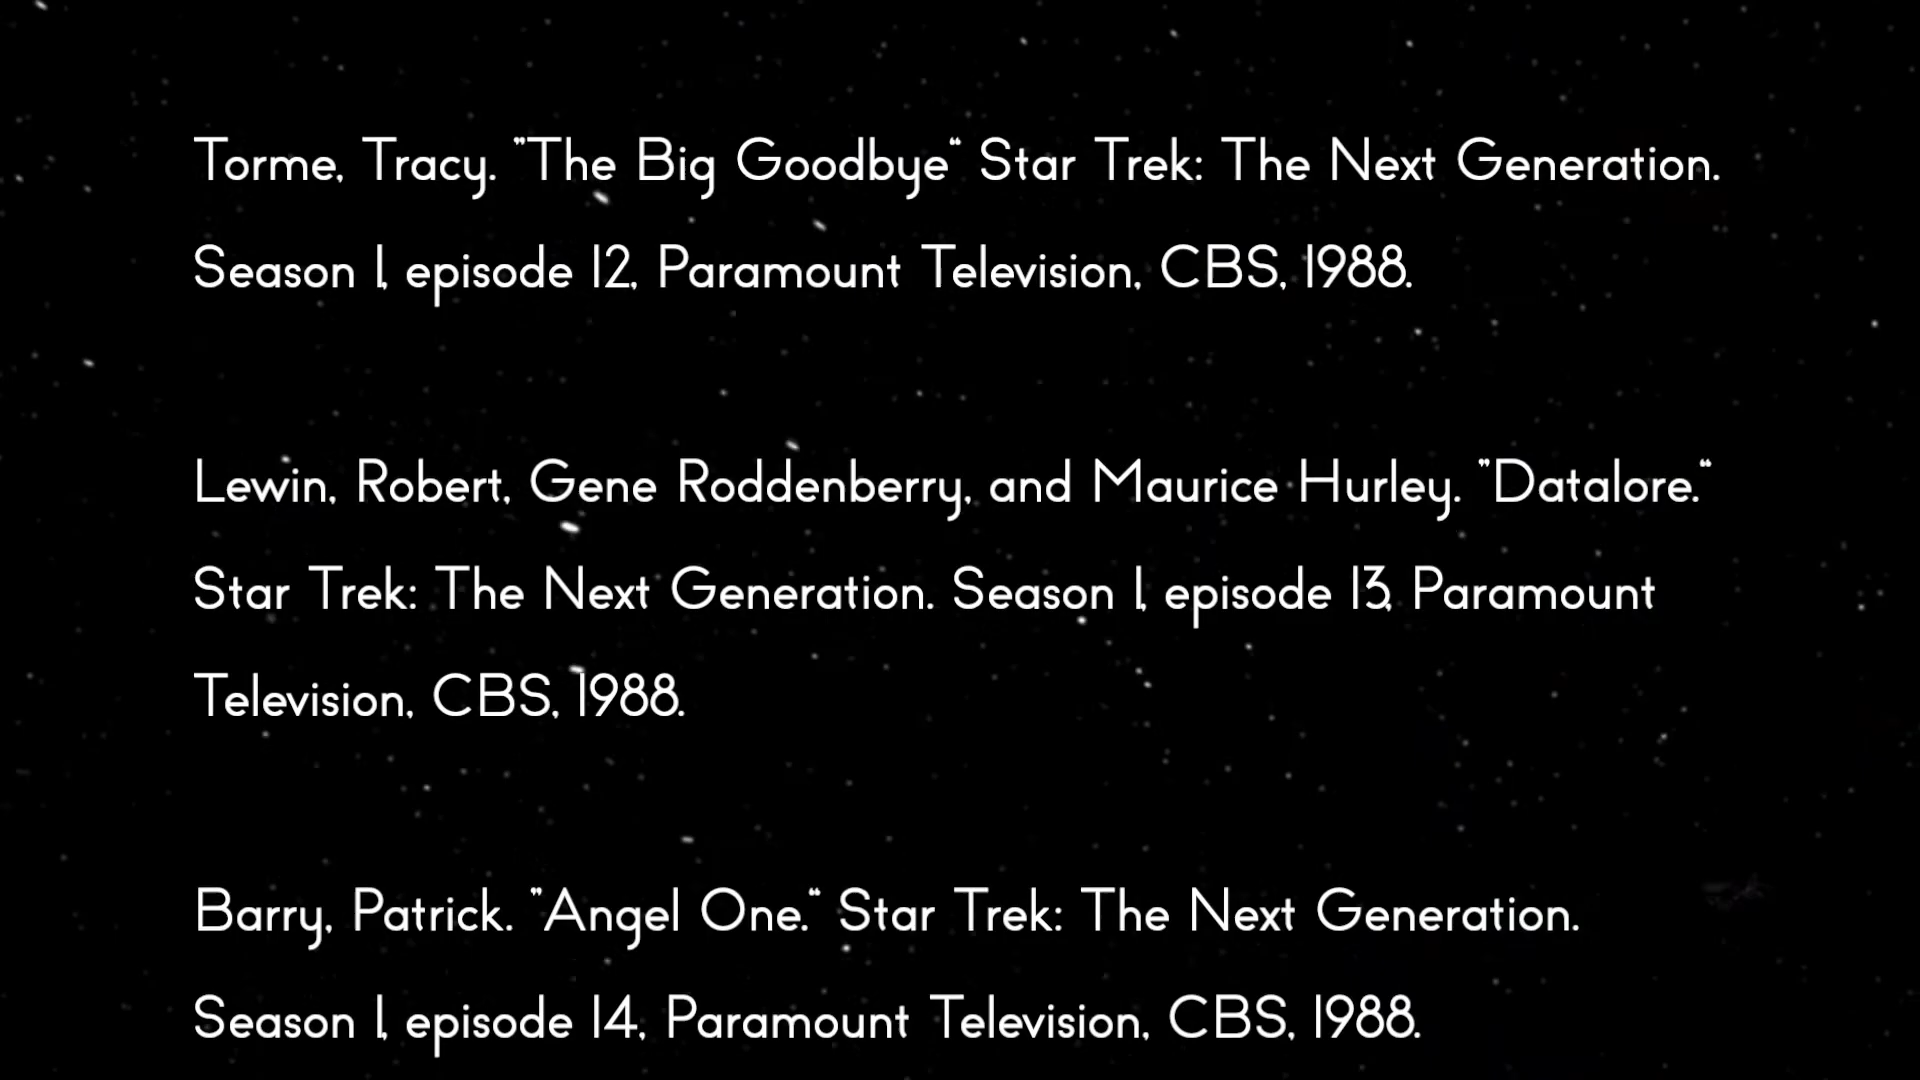 Torme, Tracy. ”The Big Goodbye“ Star Trek: The Next Generation.
Season 1, episode 12, Paramount Television, CBS, 1988.
Lewin, Robert, Gene Roddenberry, and Maurice Hurley. ”Datalore.“
Star Trek: The Next Generation. Season 1, episode 13, Paramount
Television, CBS, 1988.
Barry, Patrick. ”Angel One.“ Star Trek: The Next Generation.
Season 1, episode 14, Paramount Television, CBS, 1988.